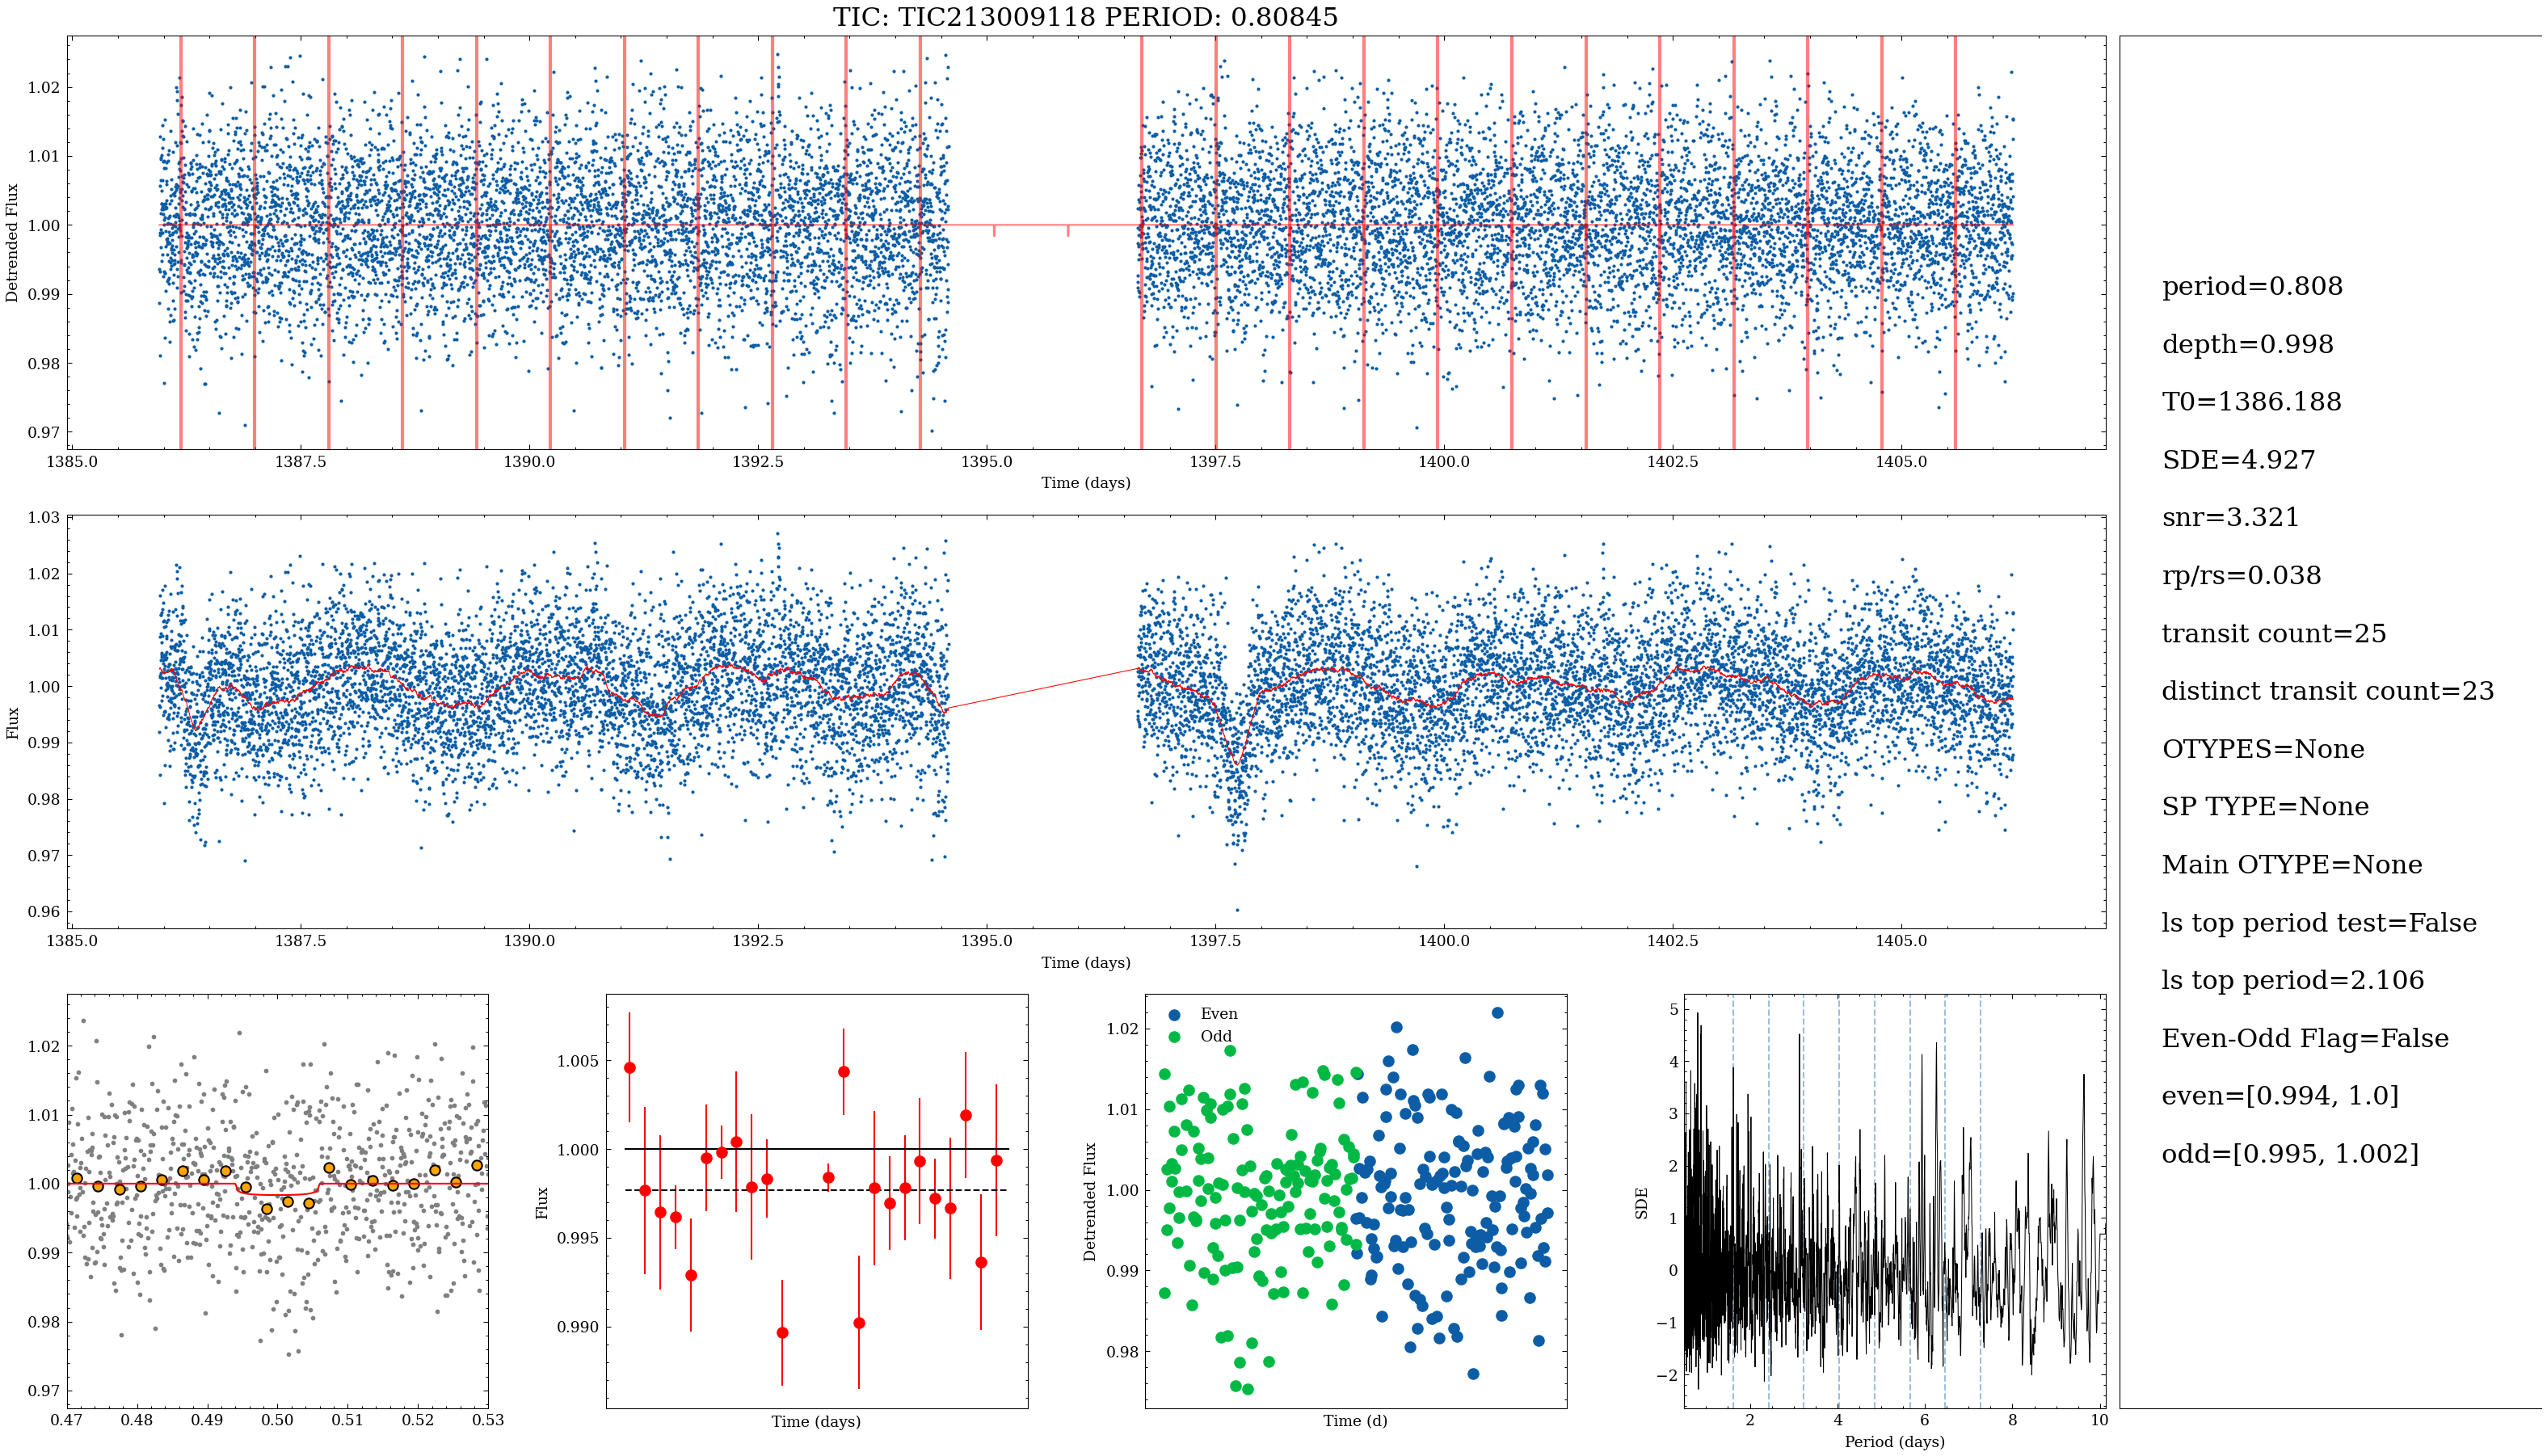 TIC: TIC213009118 PERIOD: 0.80845
Detrended Flux
1.02
1.01
1.00
0.99
0.98
0.97
1385.0 1387.5 1390.0 1392.5 1395.0 1397.5 1400.0 1402.5 1405.0
Time (days)
Flux
1.03
1.02
1.01
1.00
0.99
0.98
0.97
0.96
1385.0 1387.5 1390.0 1392.5 1395.0 1397.5 1400.0 1402.5 1405.0
Time (days)
1.02
1.01
1.00
0.99
0.98
0.97
0.47 0.48 0.49 0.50 0.51 0.52 0.53
Flux
1.005
1.000
0.995
0.990
Time (days)
Detrended Flux
1.02
1.01
1.00
0.99
0.98
Even
Odd
Time (d)
SDE
5
4
3
2
1
0
−1
−2
2 4 6 8 10
Period (days)
period=0.808
depth=0.998
T0=1386.188
SDE=4.927
snr=3.321
rp/rs=0.038
transit count=25
distinct transit count=23
OTYPES=None
SP TYPE=None
Main OTYPE=None
ls top period test=False
ls top period=2.106
Even-Odd Flag=False
even=[0.994, 1.0]
odd=[0.995, 1.002]